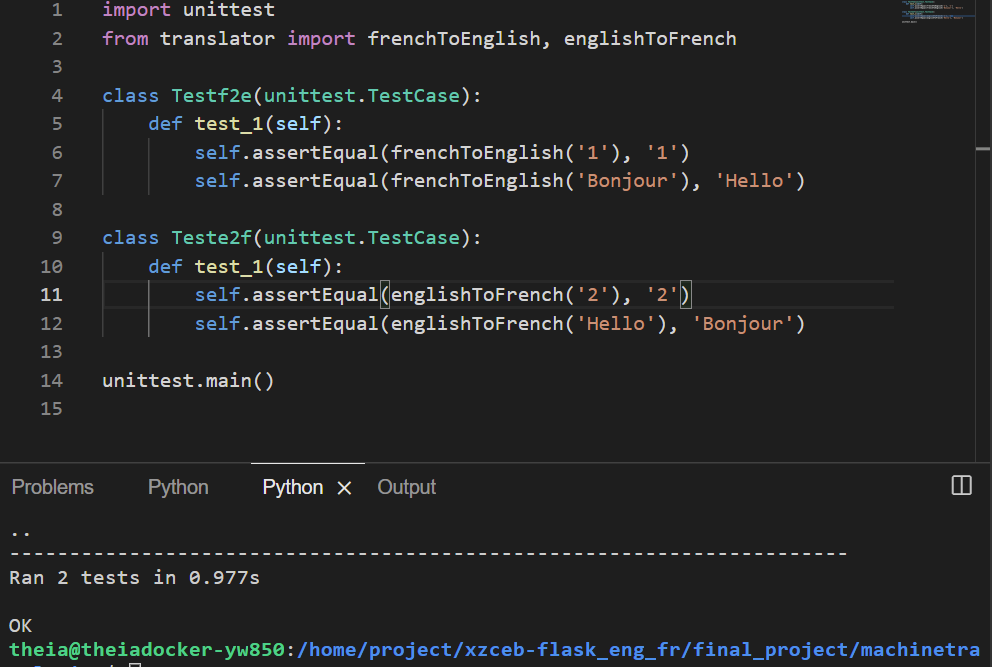 1 import unittest
2 from translator import frenchToEnglish, englishToFrench
3
4 class Testf2e(unittest.TestCase):
5     def test_1(self):
6         self.assertEqual(frenchToEnglish('1'), '1')
7         self.assertEqual(frenchToEnglish('Bonjour'), 'Hello')
8
9 class Teste2f(unittest.TestCase):
10     def test_1(self):
11         self.assertEqual(englishToFrench('2'), '2')
12         self.assertEqual(englishToFrench('Hello'), 'Bonjour')
13
14 unittest.main()
15
Problems Python Python × Output
..
----------------------------------------------------------------------
Ran 2 tests in 0.977s
OK
theia@theiadocker-yw850:/home/project/xzceb-flask_eng_fr/final_project/machinetra